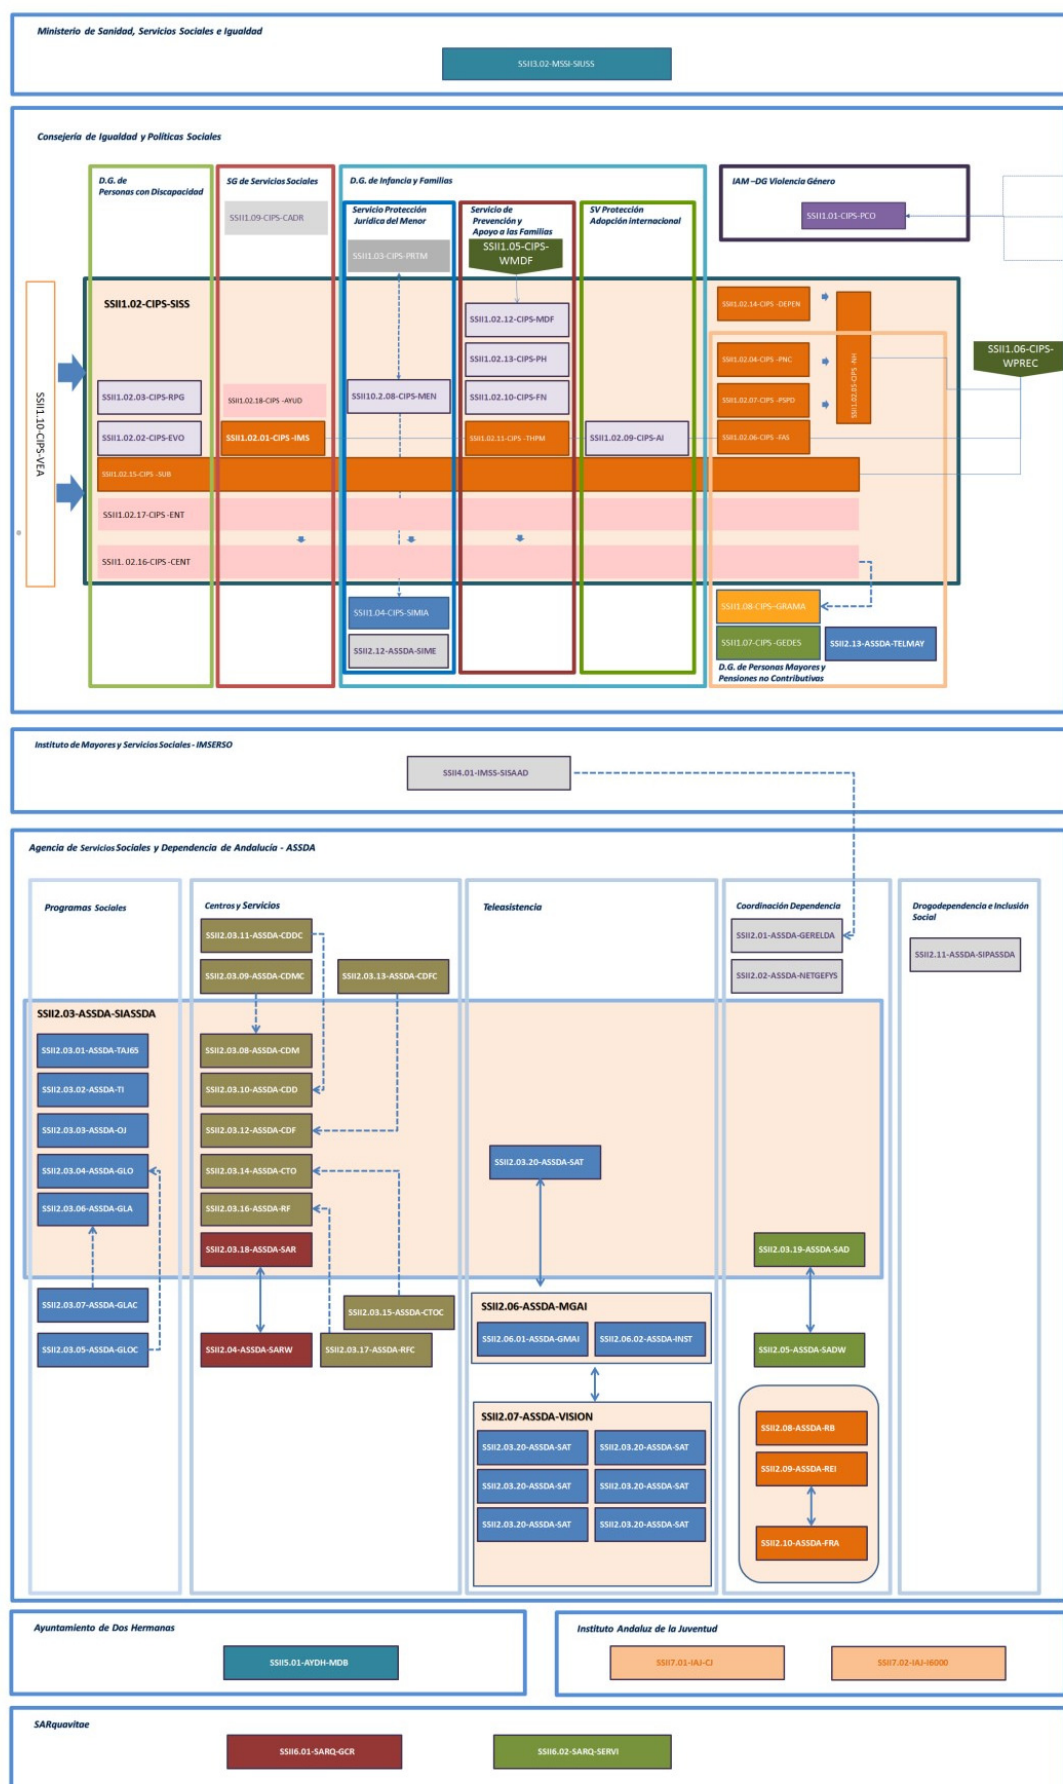 Ministerio de Sanidad, Servicios Sociales e Igualdad
SSII3.02-MSSI-SIUSS
Consejería de Igualdad y Políticas Sociales
D.G. de
Personas con Discapacidad
SG de Servicios Sociales
D.G. de Infancia y Familias
IAM –DG Violencia Género
SSII1.09-CIPS-CADR
Servicio Protección
Jurídica del Menor
Servicio de
Prevención y
Apoyo a las Familias
SV Protección
Adopción internacional
SSII1.01-CIPS-PCO
SSII1.03-CIPS-PRTM
SSII1.05-CIPS-
WMDF
SSII1.10-CIPS-VEA
SSII1.02-CIPS-SISS
SSII1.02.14-CIPS -DEPEN
SSII1.02.12-CIPS-MDF
SSII1.02.05-CIPS -NH
SSII1.02.13-CIPS-PH
SSII1.02.04-CIPS -PNC
SSII1.06-CIPS-
WPREC
SSII1.02.03-CIPS-RPG
SSII1.02.18-CIPS -AYUD
SSII10.2.08-CIPS-MEN
SSII1.02.10-CIPS-FN
SSII1.02.07-CIPS -PSPD
SSII1.02.02-CIPS-EVO
SSII1.02.01-CIPS -IMS
SSII1.02.11-CIPS -THPM
SSII1.02.09-CIPS-AI
SSII1.02.06-CIPS -FAS
SSII1.02.15-CIPS -SUB
SSII1.02.17-CIPS -ENT
SSII1. 02.16-CIPS -CENT
SSII1.04-CIPS-SIMIA
SSII1.08-CIPS-GRAMA
SSII2.12-ASSDA-SIME
SSII1.07-CIPS -GEDES
SSII2.13-ASSDA-TELMAY
D.G. de Personas Mayores y
Pensiones no Contributivas
Instituto de Mayores y Servicios Sociales - IMSERSO
SSII4.01-IMSS-SISAAD
Agencia de Servicios Sociales y Dependencia de Andalucía - ASSDA
Programas Sociales
Centros y Servicios
Teleasistencia
Coordinación Dependencia
Drogodependencia e Inclusión
Social
SSII2.03.11-ASSDA-CDDC
SSII2.01-ASSDA-GERELDA
SSII2.11-ASSDA-SIPASSDA
SSII2.03.09-ASSDA-CDMC
SSII2.03.13-ASSDA-CDFC
SSII2.02-ASSDA-NETGEFYS
SSII2.03-ASSDA-SIASSDA
SSII2.03.01-ASSDA-TAJ65
SSII2.03.08-ASSDA-CDM
SSII2.03.02-ASSDA-TI
SSII2.03.10-ASSDA-CDD
SSII2.03.03-ASSDA-OJ
SSII2.03.12-ASSDA-CDF
SSII2.03.04-ASSDA-GLO
SSII2.03.14-ASSDA-CTO
SSII2.03.20-ASSDA-SAT
SSII2.03.06-ASSDA-GLA
SSII2.03.16-ASSDA-RF
SSII2.03.18-ASSDA-SAR
SSII2.03.19-ASSDA-SAD
SSII2.03.07-ASSDA-GLAC
SSII2.03.15-ASSDA-CTOC
SSII2.06-ASSDA-MGAI
SSII2.06.01-ASSDA-GMAI
SSII2.06.02-ASSDA-INST
SSII2.03.05-ASSDA-GLOC
SSII2.04-ASSDA-SARW
SSII2.03.17-ASSDA-RFC
SSII2.05-ASSDA-SADW
SSII2.07-ASSDA-VISION
SSII2.03.20-ASSDA-SAT
SSII2.03.20-ASSDA-SAT
SSII2.03.20-ASSDA-SAT
SSII2.03.20-ASSDA-SAT
SSII2.03.20-ASSDA-SAT
SSII2.03.20-ASSDA-SAT
SSII2.08-ASSDA-RB
SSII2.09-ASSDA-REI
SSII2.10-ASSDA-FRA
Ayuntamiento de Dos Hermanas
SSII5.01-AYDH-MDB
Instituto Andaluz de la Juventud
SSII7.01-IAJ-CJ
SSII7.02-IAJ-I6000
SARquavitae
SSII6.01-SARQ-GCR
SSII6.02-SARQ-SERVI